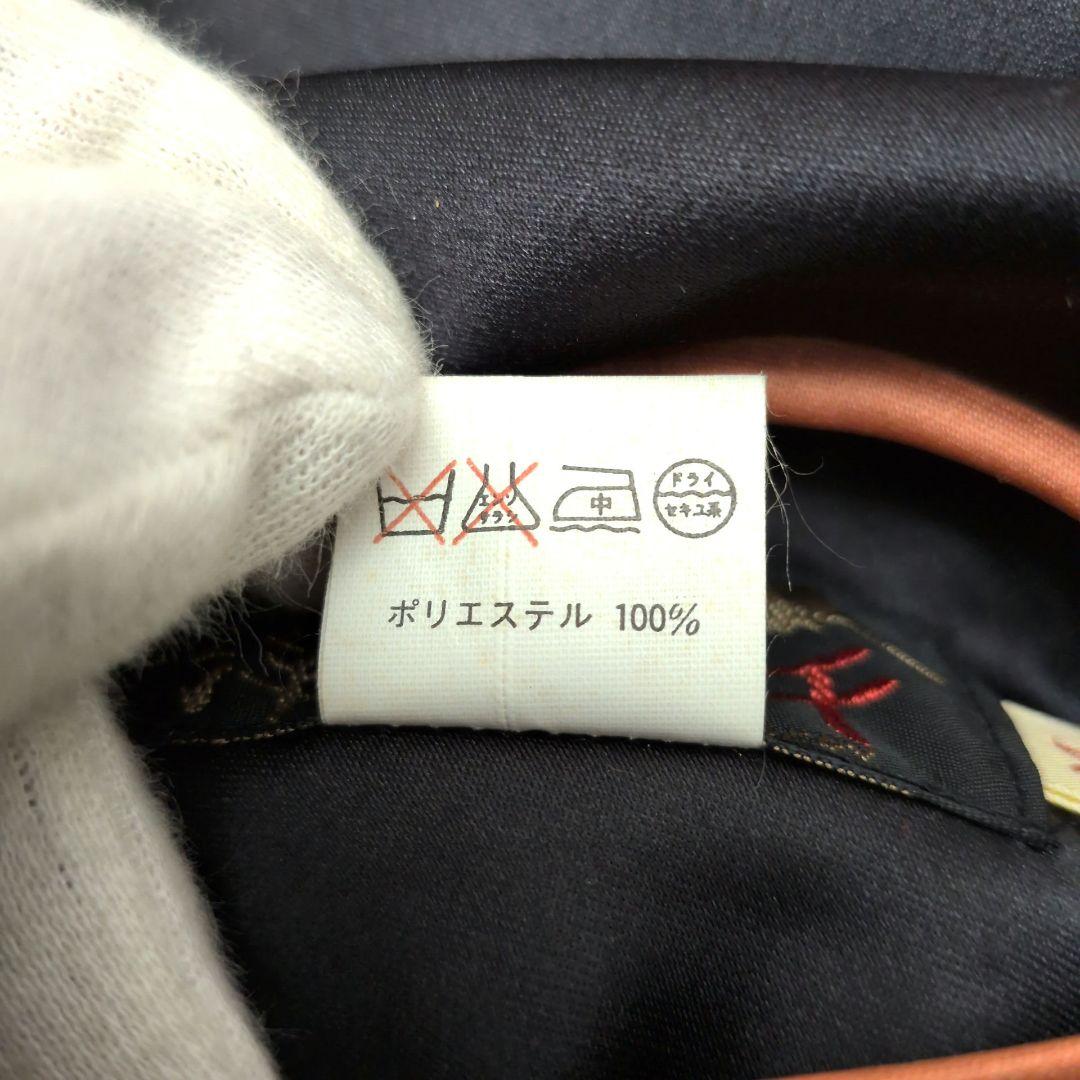 エンソ
サラシ
中
ドライ
セキユ系
ポリエステル 100%